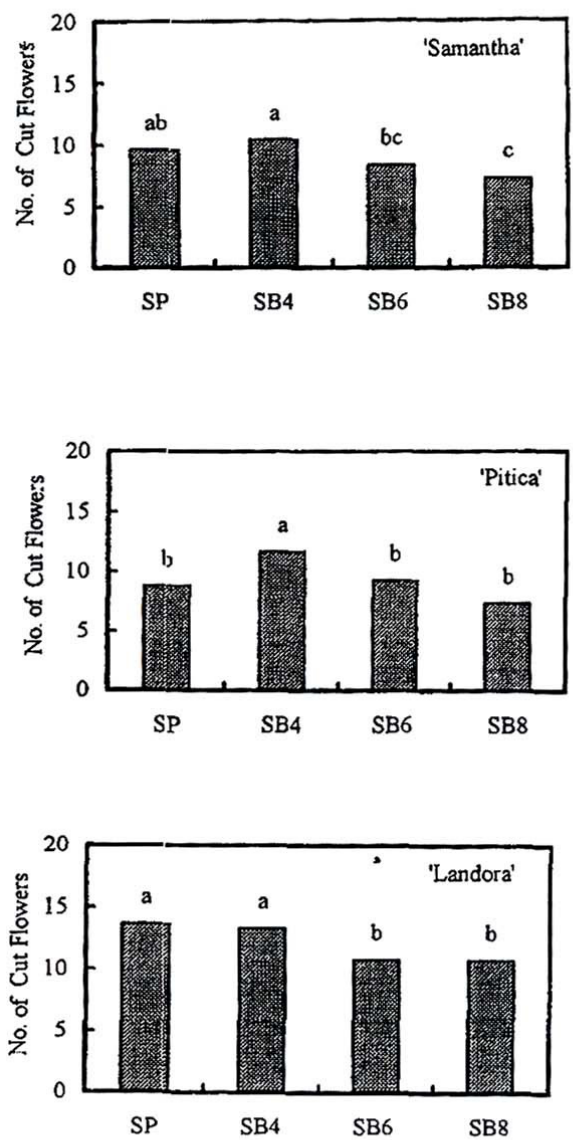 20
'Samantha'
15
No. of Cut Flowers
ab
a
10
bc
c
5
0
SP SB4 SB6 SB8
20
'Pitica'
15
No. of Cut Flowers
a
b
b
b
10
5
0
SP SB4 SB6 SB8
20
'Landora'
15
No. of Cut Flowers
a
a
b
b
10
5
0
SP SB4 SB6 SB8